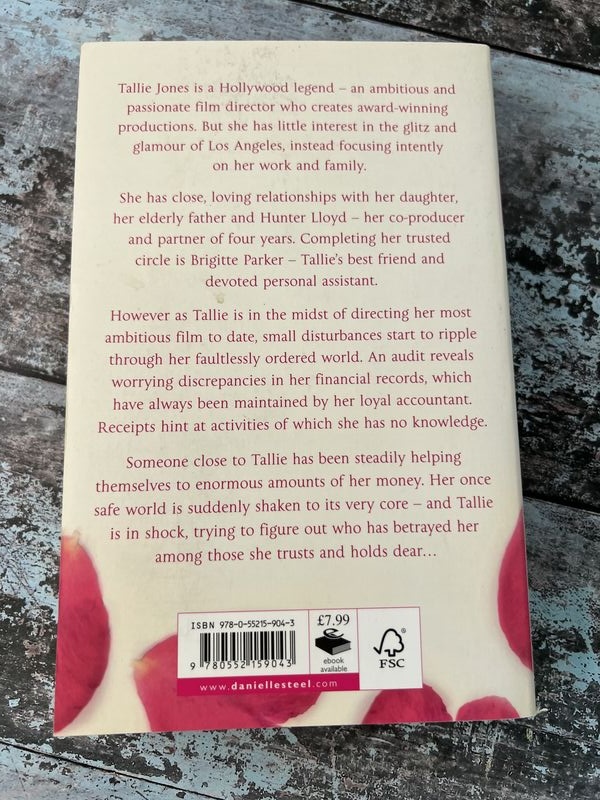 Tallie Jones is a Hollywood legend – an ambitious and
passionate film director who creates award-winning
productions. But she has little interest in the glitz and
glamour of Los Angeles, instead focusing intently
on her work and family.
She has close, loving relationships with her daughter,
her elderly father and Hunter Lloyd – her co-producer
and partner of four years. Completing her trusted
circle is Brigitte Parker – Tallie's best friend and
devoted personal assistant.
However as Tallie is in the midst of directing her most
ambitious film to date, small disturbances start to ripple
through her faultlessly ordered world. An audit reveals
worrying discrepancies in her financial records, which
have always been maintained by her loyal accountant.
Receipts hint at activities of which she has no knowledge.
Someone close to Tallie has been steadily helping
themselves to enormous amounts of her money. Her once
safe world is suddenly shaken to its very core – and Tallie
is in shock, trying to figure out who has betrayed her
among those she trusts and holds dear…
ISBN 978-0-55215-904-3
9 780552 159043
£7.99
ebook
available
FSC
www.daniellesteel.com